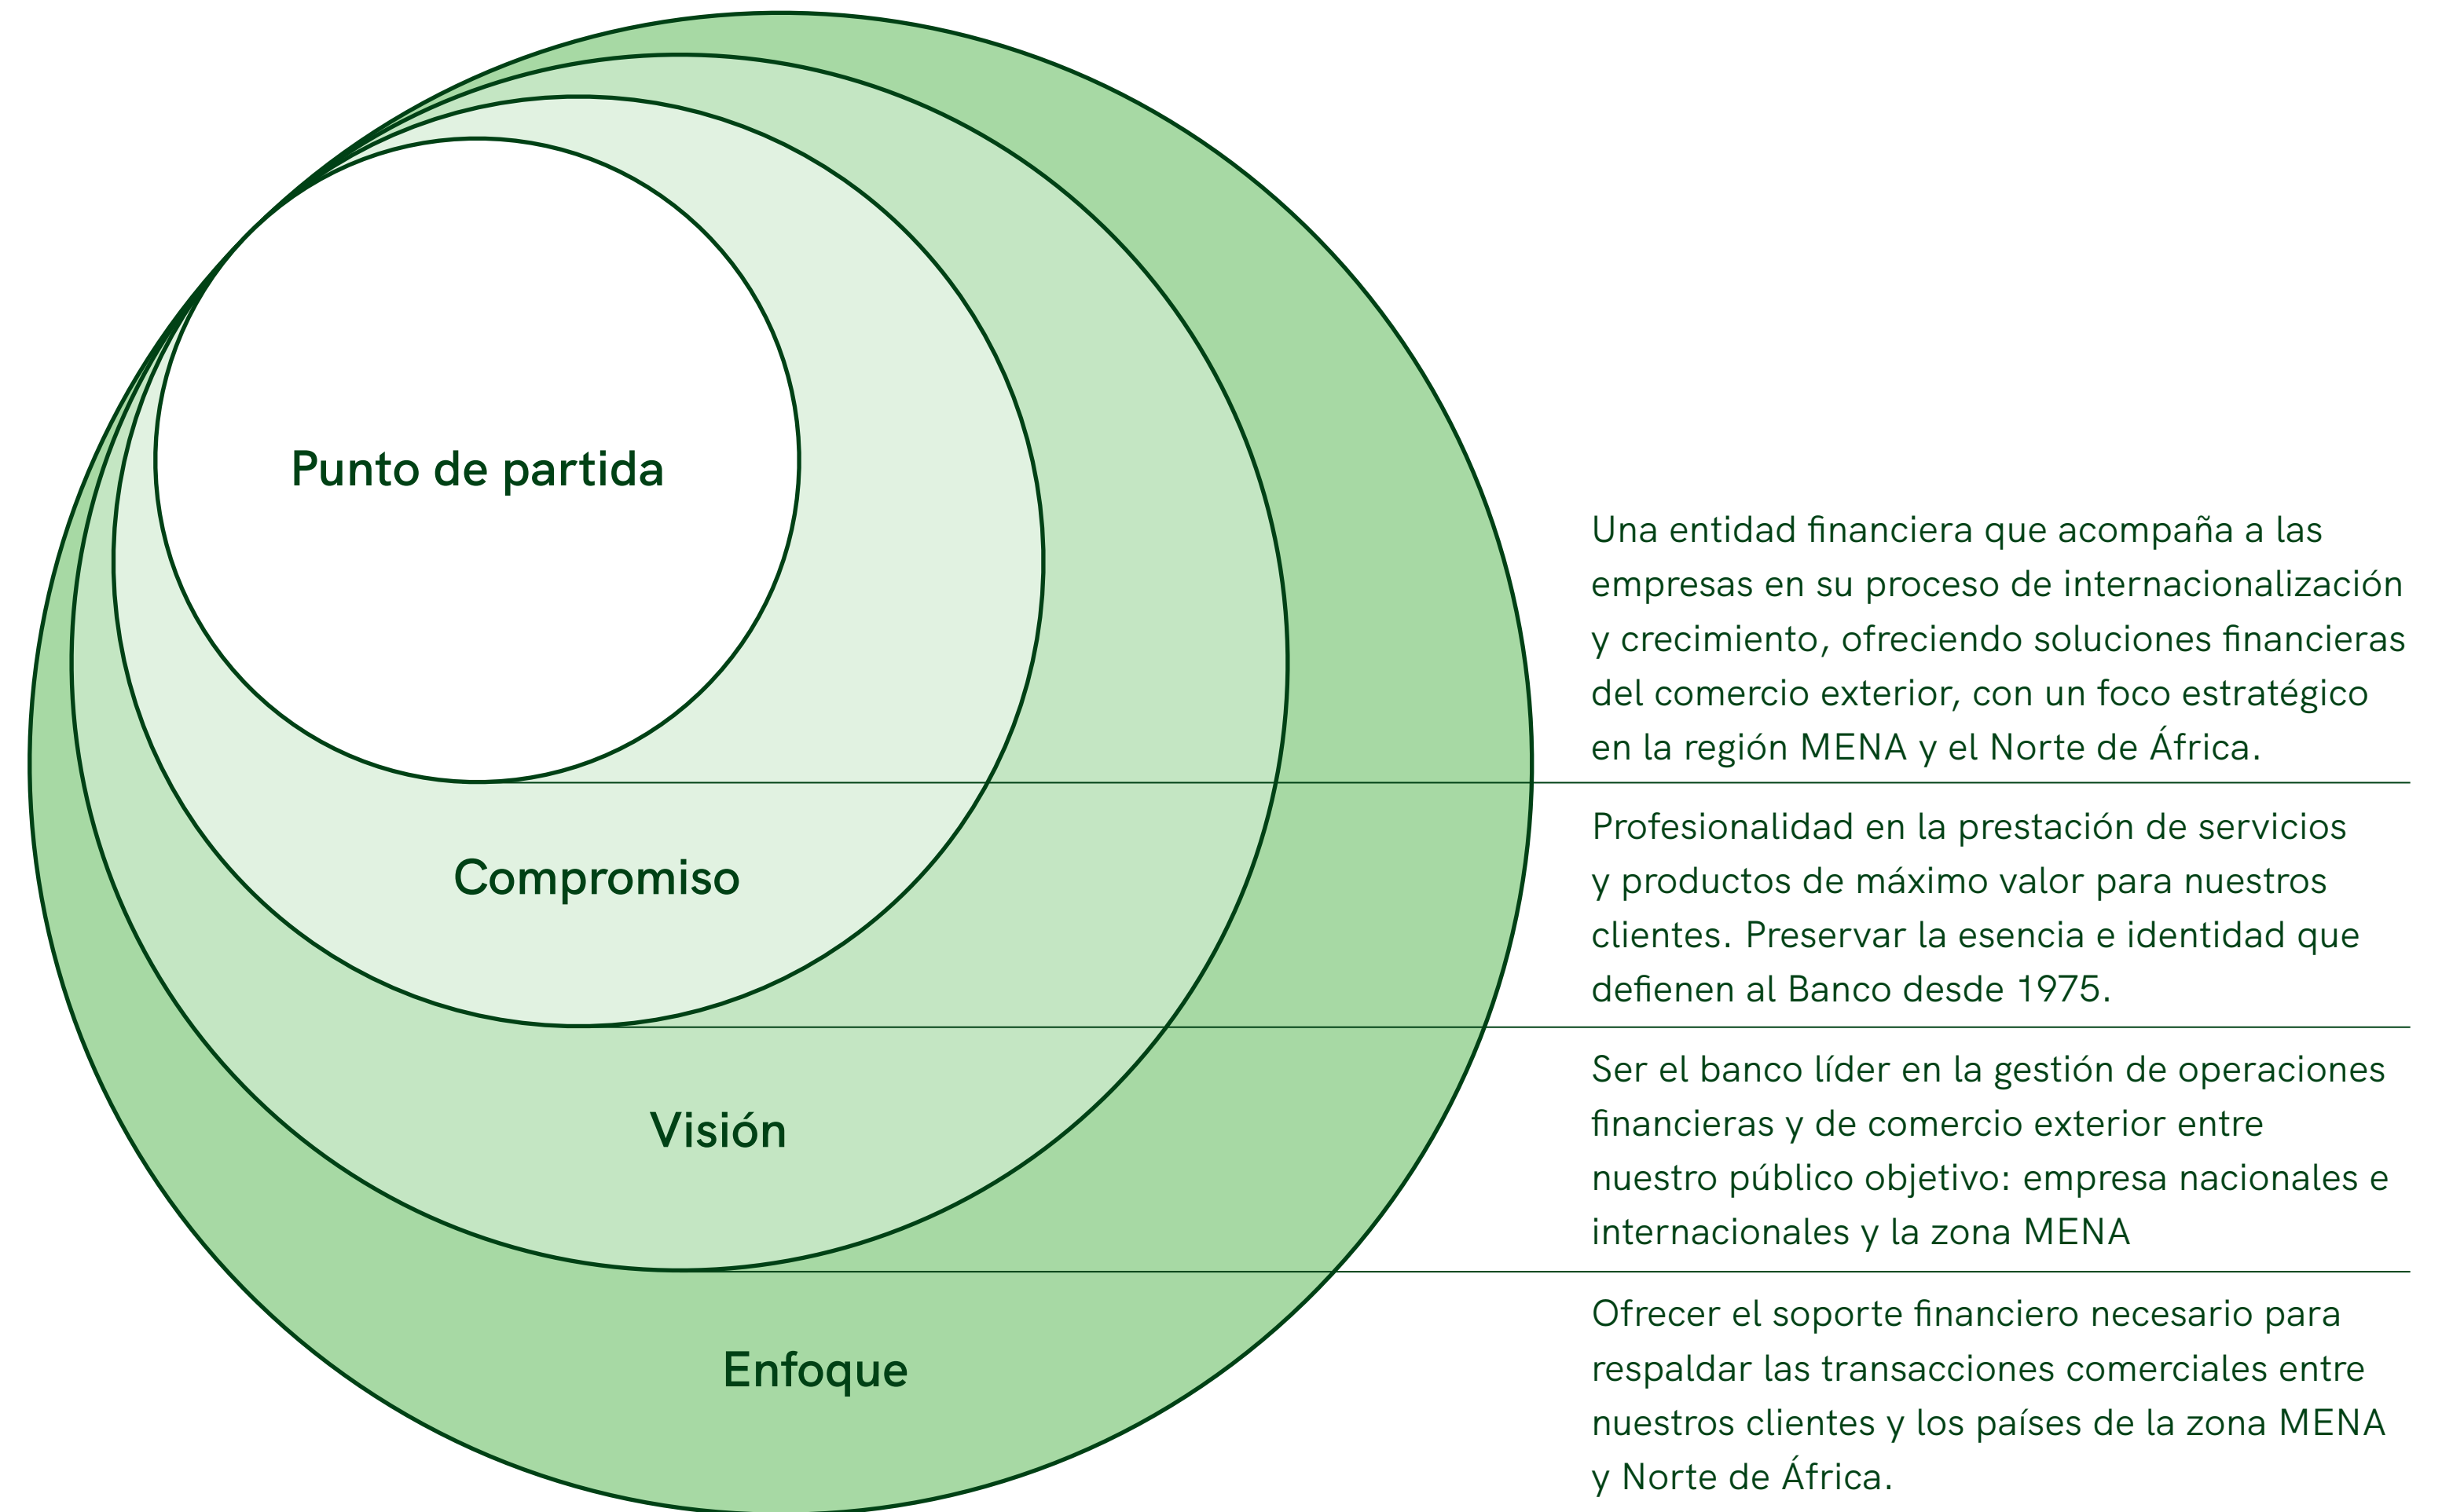 Punto de partida
Una entidad financiera que acompaña a las
empresas en su proceso de internacionalización
y crecimiento, ofreciendo soluciones financieras
del comercio exterior, con un foco estratégico
en la región MENA y el Norte de África.
Compromiso
Profesionalidad en la prestación de servicios
y productos de máximo valor para nuestros
clientes. Preservar la esencia e identidad que
defienen al Banco desde 1975.
Visión
Ser el banco líder en la gestión de operaciones
financieras y de comercio exterior entre
nuestro público objetivo: empresa nacionales e
internacionales y la zona MENA
Enfoque
Ofrecer el soporte financiero necesario para
respaldar las transacciones comerciales entre
nuestros clientes y los países de la zona MENA
y Norte de África.